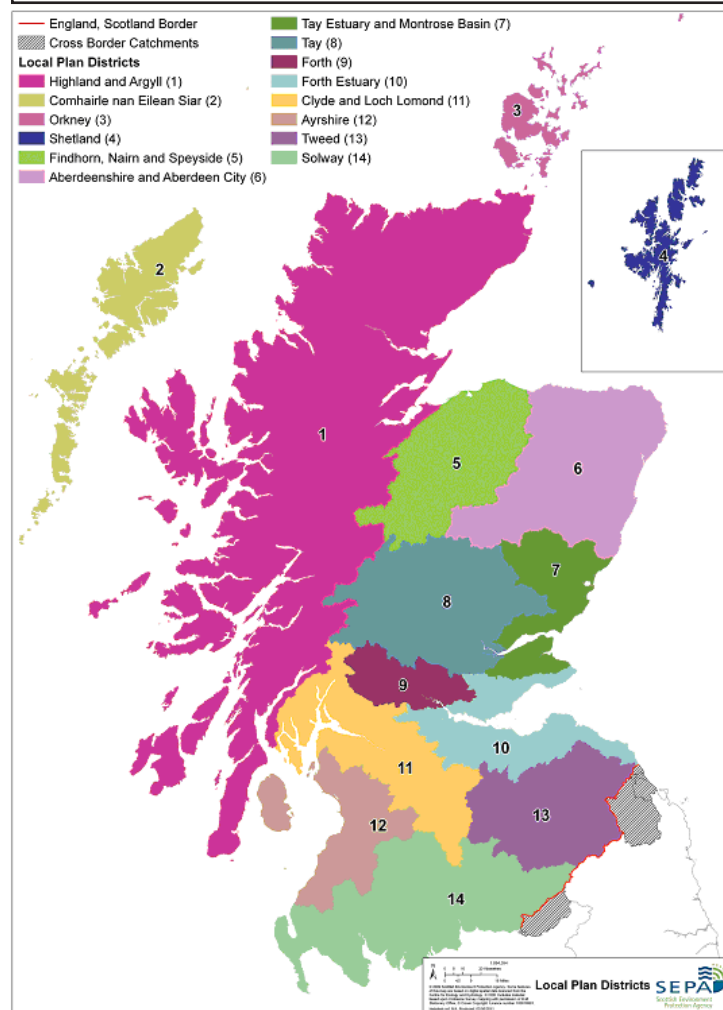 England, Scotland Border
Cross Border Catchments
Local Plan Districts
Highland and Argyll (1)
Comhairle nan Eilean Siar (2)
Orkney (3)
Shetland (4)
Findhorn, Nairn and Speyside (5)
Aberdeenshire and Aberdeen City (6)
Tay Estuary and Montrose Basin (7)
Tay (8)
Forth (9)
Forth Estuary (10)
Clyde and Loch Lomond (11)
Ayrshire (12)
Tweed (13)
Solway (14)
3
4
2
1
5
6
7
8
9
10
11
12
13
14
Local Plan Districts
SEPA
Scottish Environment
Protection Agency